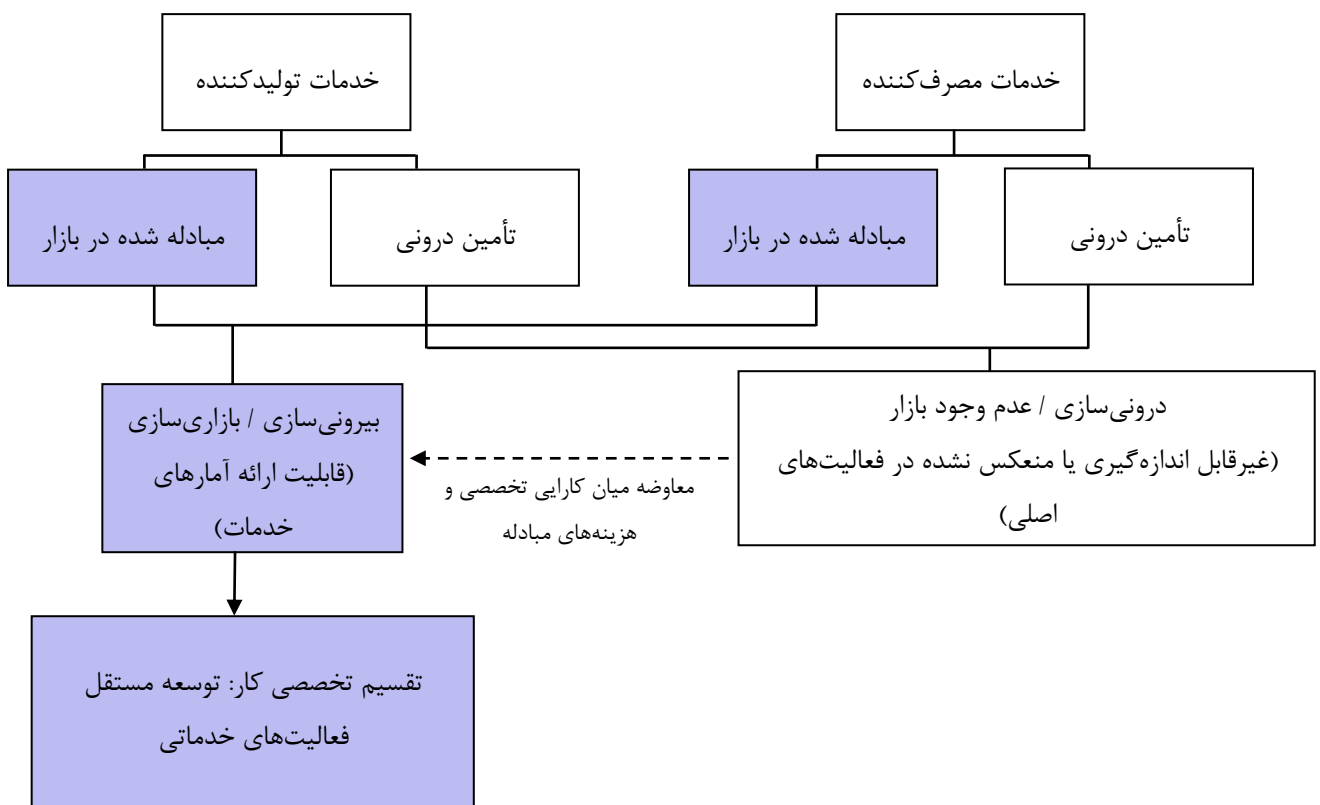 خدمات مصرف‌کننده
خدمات تولیدکننده
تأمین درونی
مبادله شده در بازار
تأمین درونی
مبادله شده در بازار
درونی‌سازی / عدم وجود بازار
(غیرقابل اندازه‌گیری یا منعکس نشده در فعالیت‌های
اصلی)
معاوضه میان کارایی تخصصی و
هزینه‌های مبادله
بیرونی‌سازی / بازاری‌سازی
(قابلیت ارائه آمارهای
خدمات)
تقسیم تخصصی کار: توسعه مستقل
فعالیت‌های خدماتی